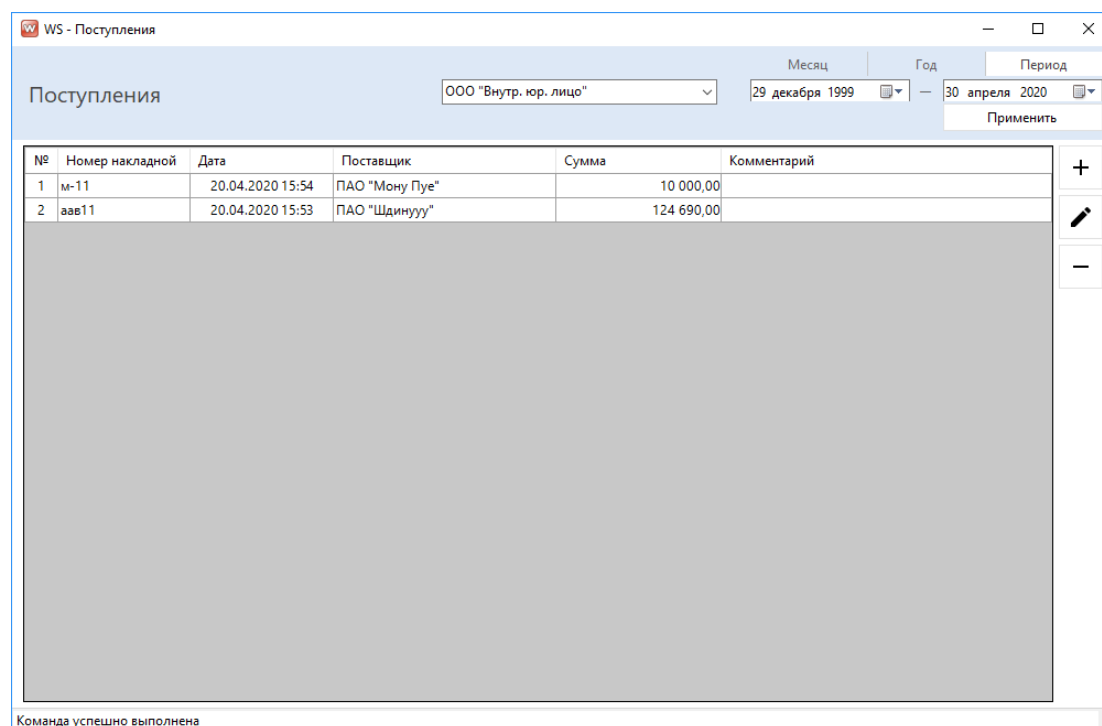 WS - Поступления
Месяц Год Период
Поступления ООО "Внутр. юр. лицо" 29 декабря 1999 — 30 апреля 2020
Применить
№ Номер накладной Дата Поставщик Сумма Комментарий
1 м-11 20.04.2020 15:54 ПАО "Мону Пуе" 10 000,00
2 аав11 20.04.2020 15:53 ПАО "Шдинууу" 124 690,00
Команда успешно выполнена